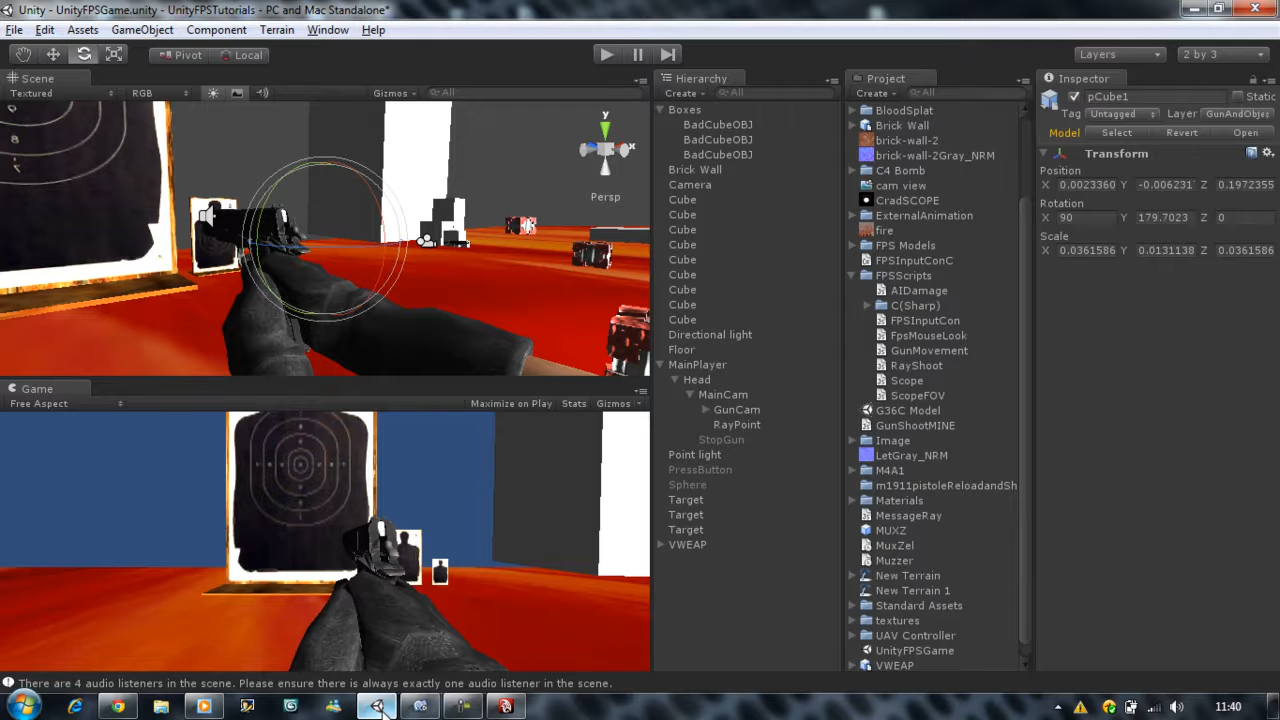 Unity - UnityFPSGame.unity - UnityFPSTutorials - PC and Mac Standalone*
File Edit Assets GameObject Component Terrain Window Help
Pivot Local Layers 2 by 3
Scene
Textured RGB Gizmos All
y
x
Persp
Game
Free Aspect Maximize on Play Stats Gizmos
Hierarchy
Create All
Boxes
BadCubeOBJ
BadCubeOBJ
BadCubeOBJ
Brick Wall
Camera
Cube
Cube
Cube
Cube
Cube
Cube
Cube
Cube
Cube
Directional light
Floor
MainPlayer
Head
MainCam
GunCam
RayPoint
StopGun
Point light
PressButton
Sphere
Target
Target
Target
VWEAP
Project
Create All
BloodSplat
Brick Wall
brick-wall-2
brick-wall-2Gray_NRM
C4 Bomb
cam view
CradSCOPE
ExternalAnimation
fire
FPS Models
FPSInputConC
FPSScripts
AIDamage
C(Sharp)
FPSInputCon
FpsMouseLook
GunMovement
RayShoot
Scope
ScopeFOV
G36C Model
GunShootMINE
Image
LetGray_NRM
M4A1
m1911pistoleReloadandSh
Materials
MessageRay
MUXZ
MuxZel
Muzzer
New Terrain
New Terrain 1
Standard Assets
textures
UAV Controller
UnityFPSGame
VWEAP
Inspector
pCube1 Static
Tag Untagged Layer GunAndObje
Model Select Revert Open
Transform
Position
X 0.0023360 Y -0.006231 Z 0.1972355
Rotation
X 90 Y 179.7023 Z 0
Scale
X 0.0361586 Y 0.0131138 Z 0.0361586
There are 4 audio listeners in the scene. Please ensure there is always exactly one audio listener in the scene.
11:40